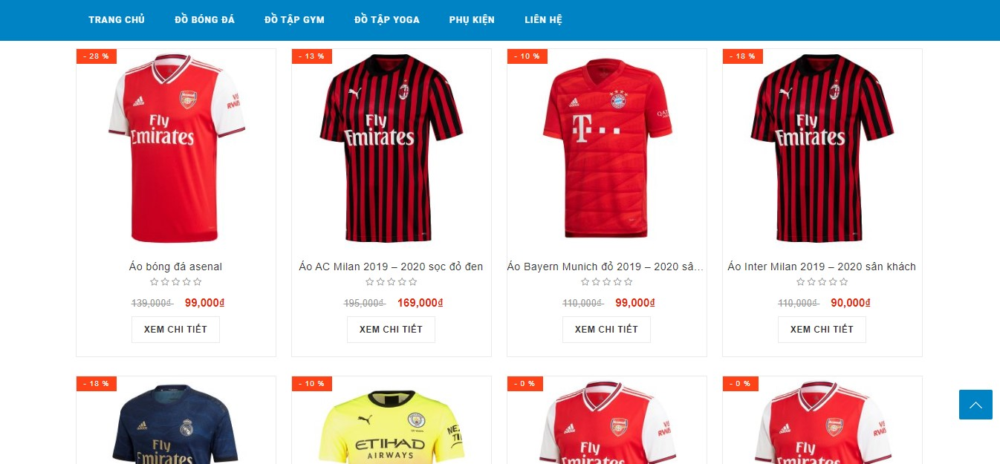 TRANG CHỦ ĐỒ BÓNG ĐÁ ĐỒ TẬP GYM ĐỒ TẬP YOGA PHỤ KIỆN LIÊN HỆ
- 28 %
Fly
Emirates
Áo bóng đá asenal
139,000₫ 99,000₫
XEM CHI TIẾT
- 13 %
Fly
Emirates
Áo AC Milan 2019 – 2020 sọc đỏ đen
195,000₫ 169,000₫
XEM CHI TIẾT
- 10 %
T . . .
Áo Bayern Munich đỏ 2019 – 2020 sâ...
110,000₫ 99,000₫
XEM CHI TIẾT
- 18 %
Fly
Emirates
Áo Inter Milan 2019 – 2020 sân khách
110,000₫ 90,000₫
XEM CHI TIẾT
- 18 %
Fly
Emirates
- 10 %
ETIHAD
AIRWAYS
- 0 %
Fly
Emirates
- 0 %
Fly
Emirates